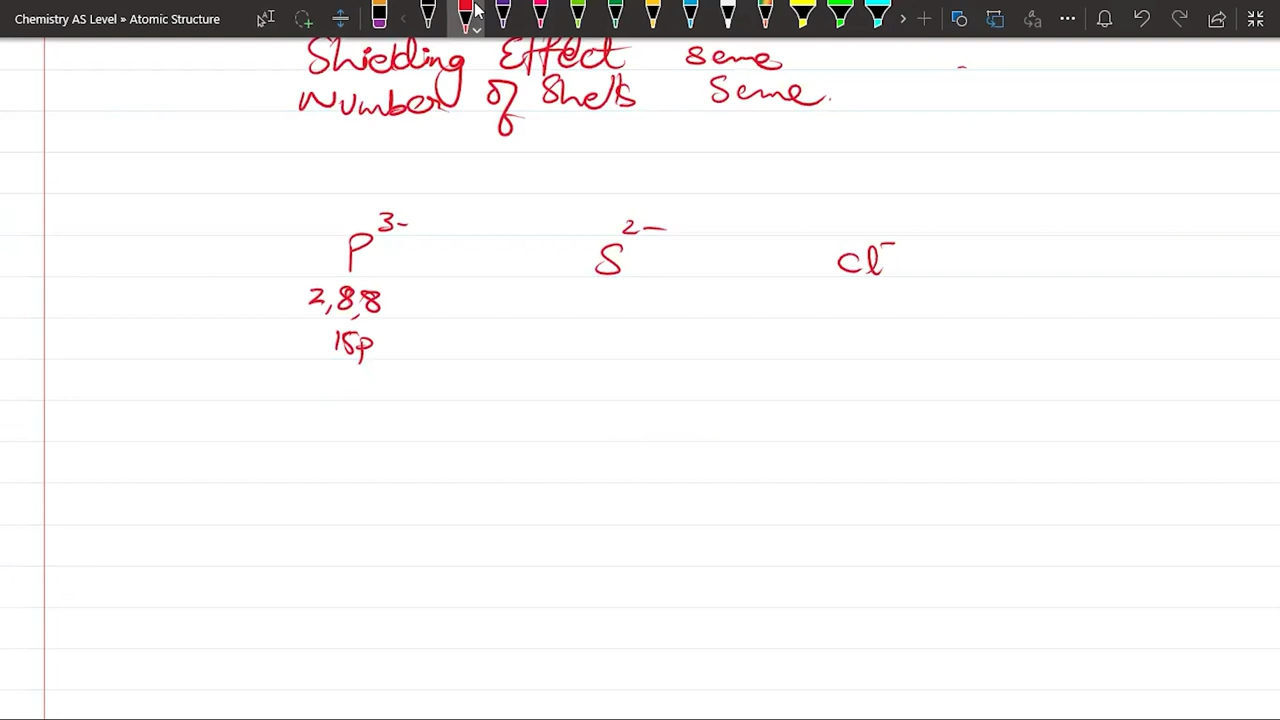 Chemistry AS Level » Atomic Structure
Shielding Effect same
Number of Shells Same.
P³⁻ S²⁻ Cl⁻
2,8,8
15p